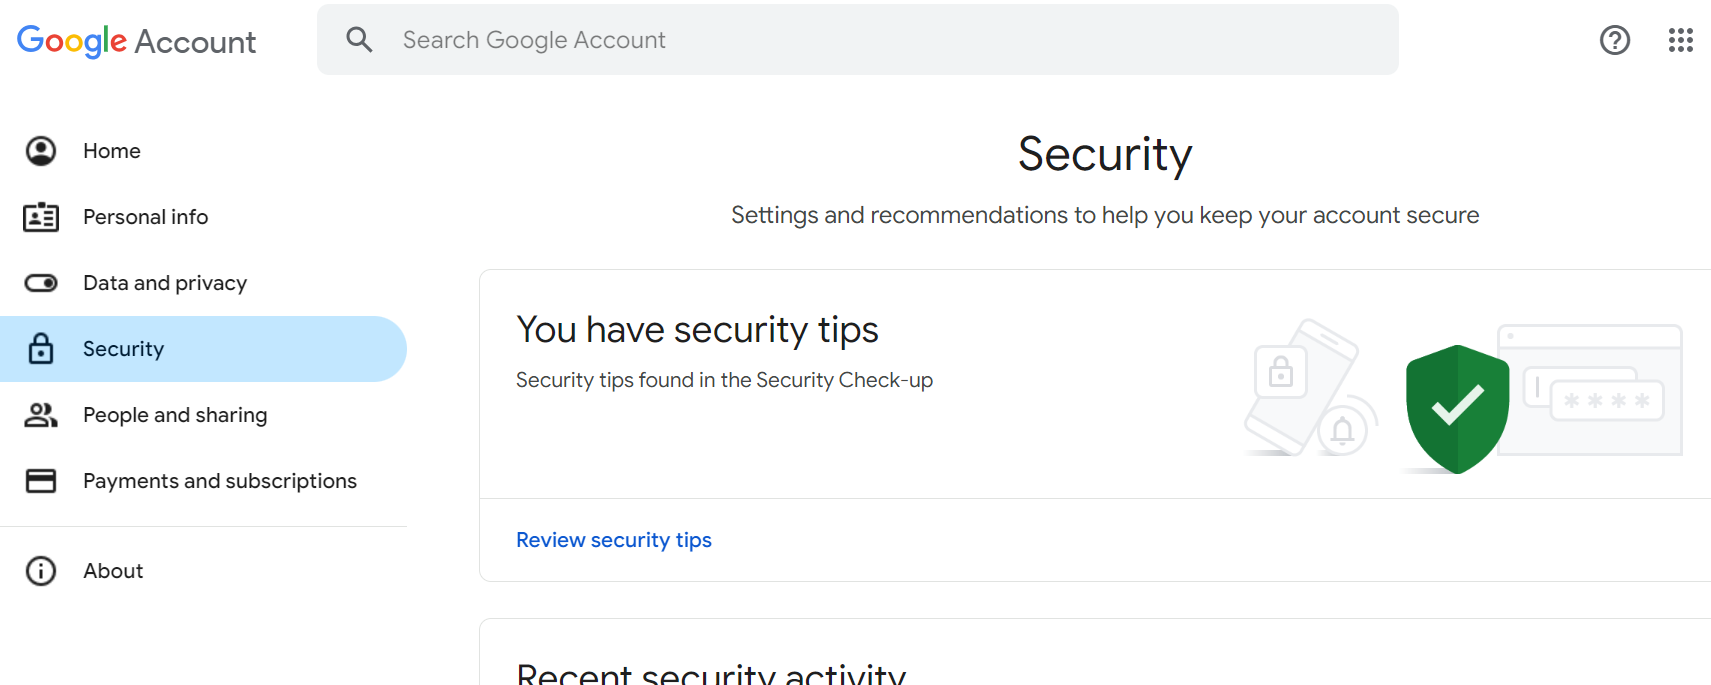 Google Account
Search Google Account
Home
Personal info
Data and privacy
Security
People and sharing
Payments and subscriptions
About
Security
Settings and recommendations to help you keep your account secure
You have security tips
Security tips found in the Security Check-up
Review security tips
Recent security activity